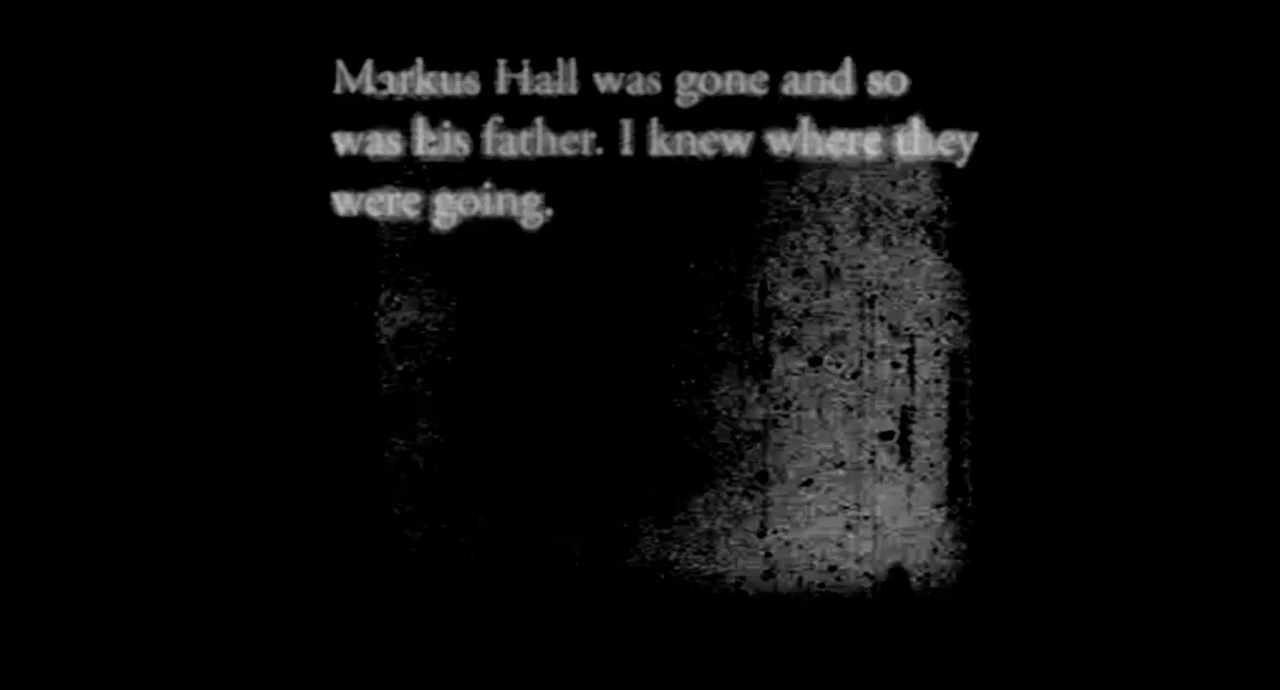 Markus Hall was gone and so
was his father. I knew where they
were going.